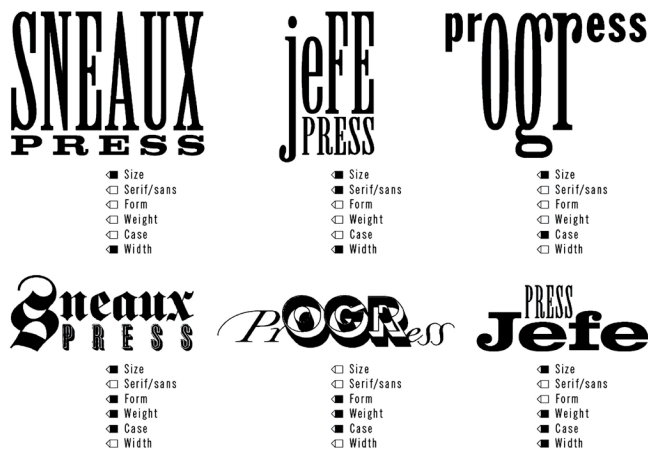 SNEAUX
PRESS
Size
Serif/sans
Form
Weight
Case
Width
jeFE
PRESS
Size
Serif/sans
Form
Weight
Case
Width
progress
Size
Serif/sans
Form
Weight
Case
Width
Sneaux
PRESS
Size
Serif/sans
Form
Weight
Case
Width
PrOGRess
Size
Serif/sans
Form
Weight
Case
Width
PRESS
Jefe
Size
Serif/sans
Form
Weight
Case
Width